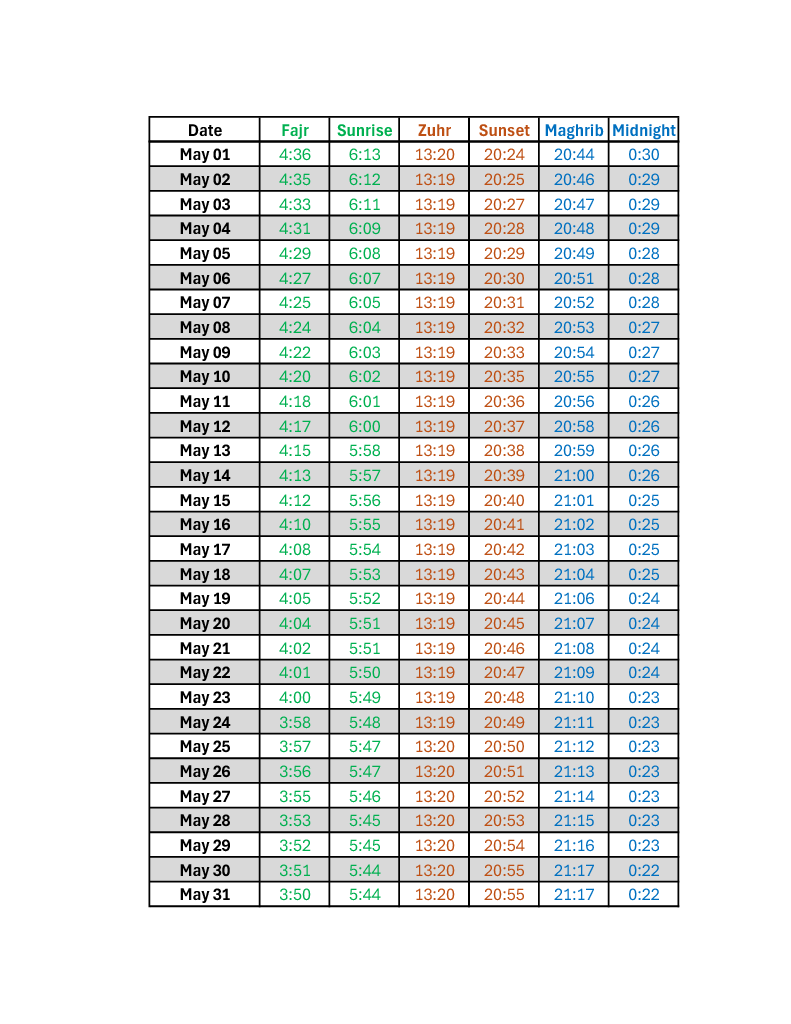 Date Fajr Sunrise Zuhr Sunset Maghrib Midnight
May 01 4:36 6:13 13:20 20:24 20:44 0:30
May 02 4:35 6:12 13:19 20:25 20:46 0:29
May 03 4:33 6:11 13:19 20:27 20:47 0:29
May 04 4:31 6:09 13:19 20:28 20:48 0:29
May 05 4:29 6:08 13:19 20:29 20:49 0:28
May 06 4:27 6:07 13:19 20:30 20:51 0:28
May 07 4:25 6:05 13:19 20:31 20:52 0:28
May 08 4:24 6:04 13:19 20:32 20:53 0:27
May 09 4:22 6:03 13:19 20:33 20:54 0:27
May 10 4:20 6:02 13:19 20:35 20:55 0:27
May 11 4:18 6:01 13:19 20:36 20:56 0:26
May 12 4:17 6:00 13:19 20:37 20:58 0:26
May 13 4:15 5:58 13:19 20:38 20:59 0:26
May 14 4:13 5:57 13:19 20:39 21:00 0:26
May 15 4:12 5:56 13:19 20:40 21:01 0:25
May 16 4:10 5:55 13:19 20:41 21:02 0:25
May 17 4:08 5:54 13:19 20:42 21:03 0:25
May 18 4:07 5:53 13:19 20:43 21:04 0:25
May 19 4:05 5:52 13:19 20:44 21:06 0:24
May 20 4:04 5:51 13:19 20:45 21:07 0:24
May 21 4:02 5:51 13:19 20:46 21:08 0:24
May 22 4:01 5:50 13:19 20:47 21:09 0:24
May 23 4:00 5:49 13:19 20:48 21:10 0:23
May 24 3:58 5:48 13:19 20:49 21:11 0:23
May 25 3:57 5:47 13:20 20:50 21:12 0:23
May 26 3:56 5:47 13:20 20:51 21:13 0:23
May 27 3:55 5:46 13:20 20:52 21:14 0:23
May 28 3:53 5:45 13:20 20:53 21:15 0:23
May 29 3:52 5:45 13:20 20:54 21:16 0:23
May 30 3:51 5:44 13:20 20:55 21:17 0:22
May 31 3:50 5:44 13:20 20:55 21:17 0:22